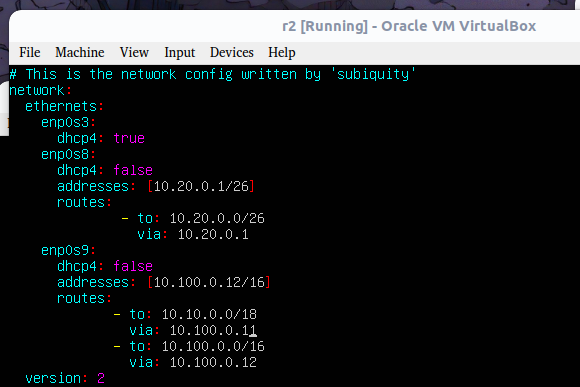 r2 [Running] - Oracle VM VirtualBox
File Machine View Input Devices Help
# This is the network config written by 'subiquity'
network:
  ethernets:
    enp0s3:
      dhcp4: true
    enp0s8:
      dhcp4: false
      addresses: [10.20.0.1/26]
      routes:
              - to: 10.20.0.0/26
                via: 10.20.0.1
    enp0s9:
      dhcp4: false
      addresses: [10.100.0.12/16]
      routes:
             - to: 10.10.0.0/18
               via: 10.100.0.11
             - to: 10.100.0.0/16
               via: 10.100.0.12
  version: 2